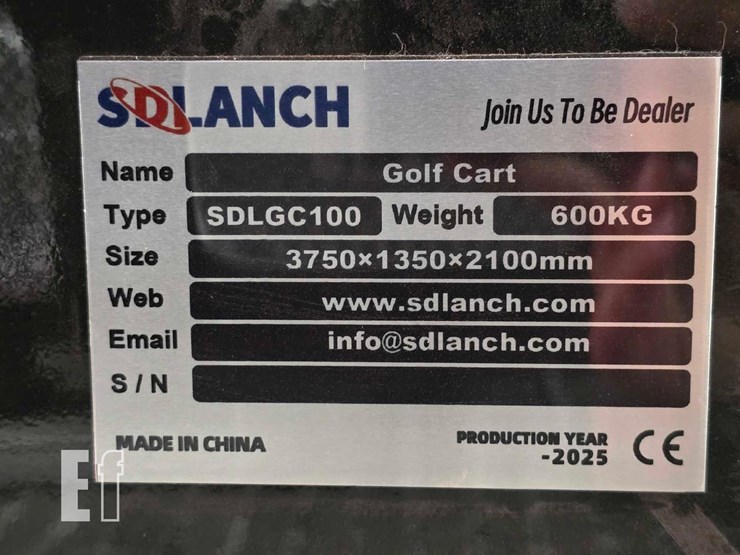 SDLANCH Join Us To Be Dealer
Name Golf Cart
Type SDLGC100 Weight 600KG
Size 3750×1350×2100mm
Web www.sdlanch.com
Email info@sdlanch.com
S/N
MADE IN CHINA PRODUCTION YEAR
-2025 CE
Ef